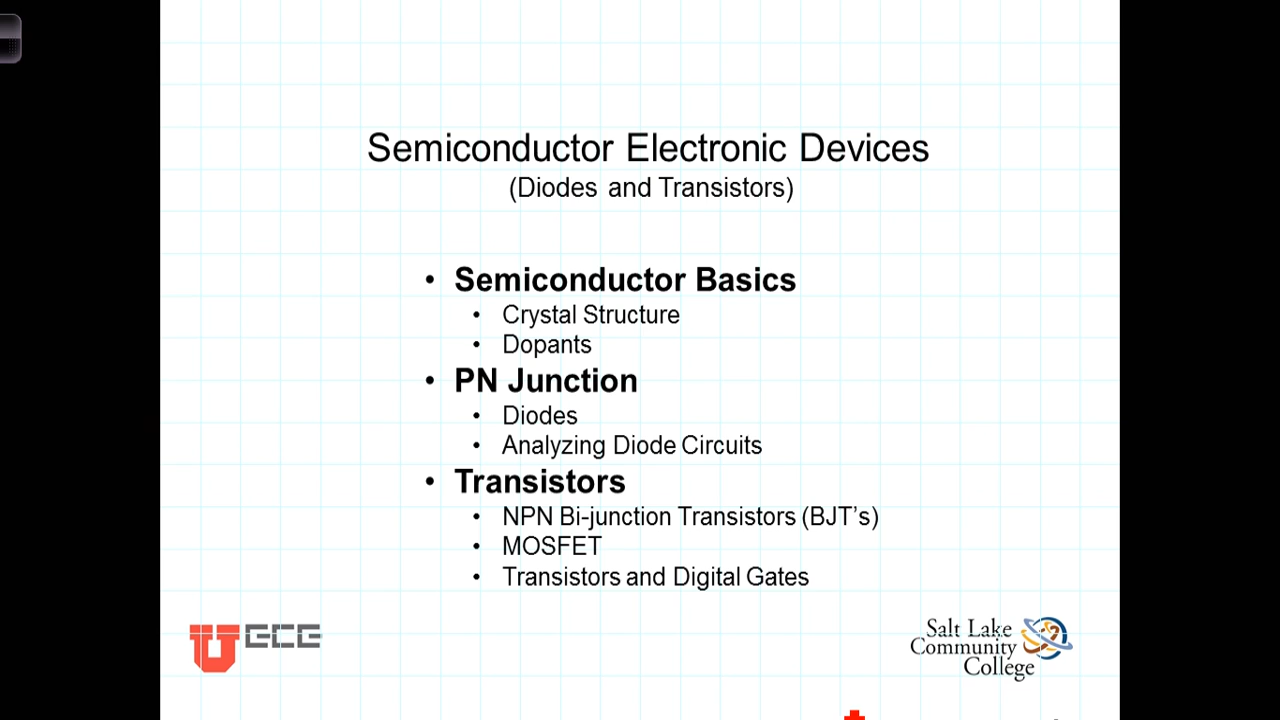 Semiconductor Electronic Devices
(Diodes and Transistors)
• Semiconductor Basics
• Crystal Structure
• Dopants
• PN Junction
• Diodes
• Analyzing Diode Circuits
• Transistors
• NPN Bi-junction Transistors (BJT’s)
• MOSFET
• Transistors and Digital Gates
U ECE
Salt Lake
Community
College